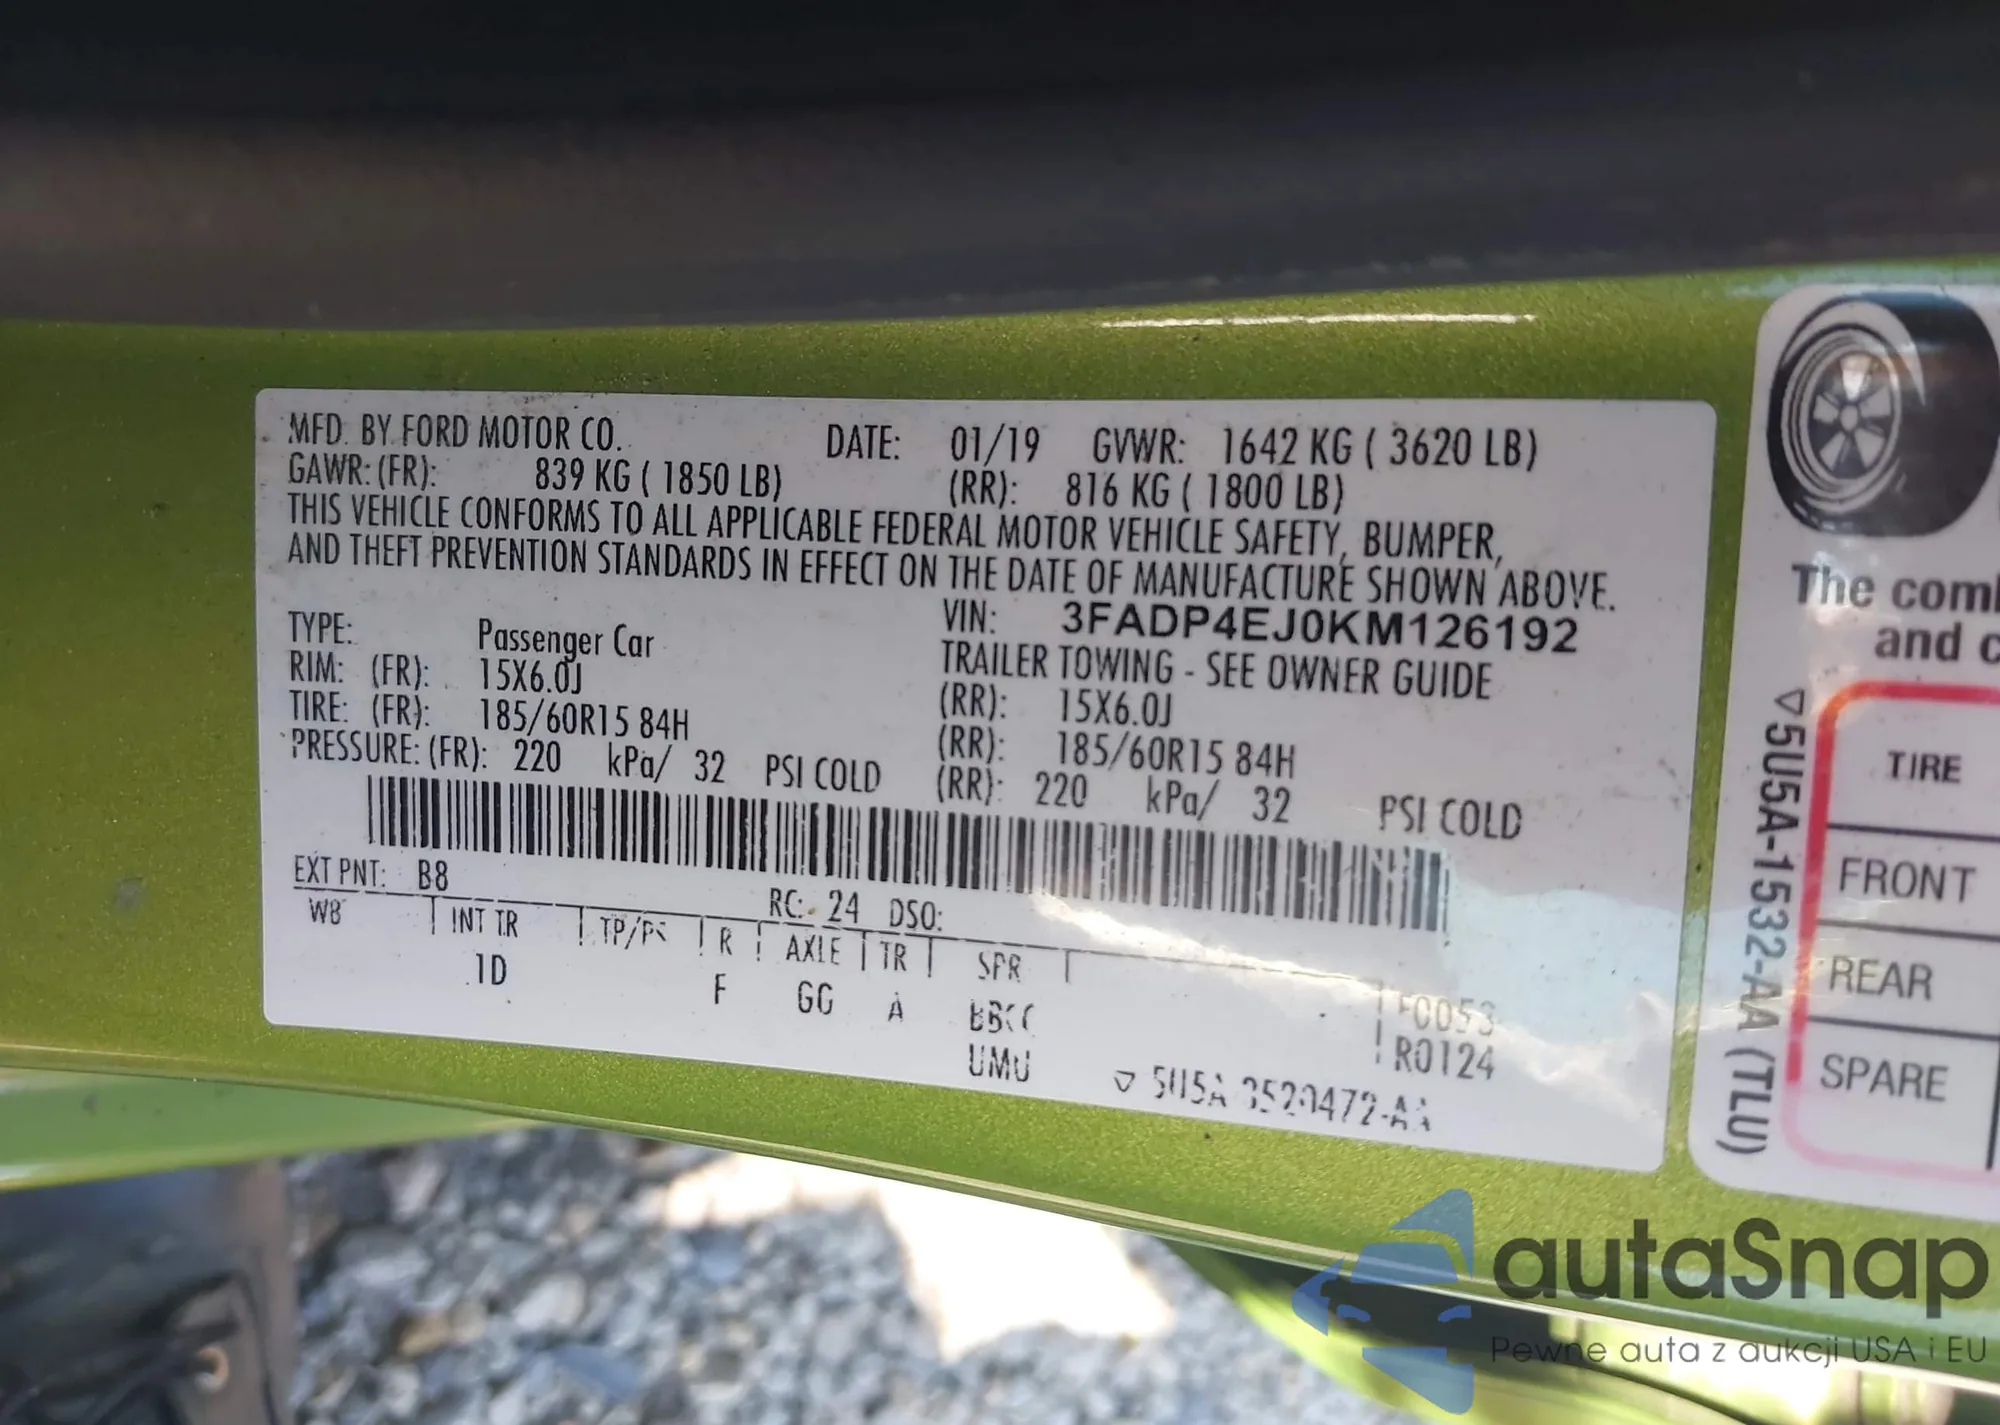 MFD. BY FORD MOTOR CO. DATE: 01/19 GVWR: 1642 KG ( 3620 LB)
GAWR: (FR): 839 KG ( 1850 LB) (RR): 816 KG ( 1800 LB)
THIS VEHICLE CONFORMS TO ALL APPLICABLE FEDERAL MOTOR VEHICLE SAFETY, BUMPER,
AND THEFT PREVENTION STANDARDS IN EFFECT ON THE DATE OF MANUFACTURE SHOWN ABOVE.
VIN: 3FADP4EJ0KM126192
TYPE: Passenger Car TRAILER TOWING - SEE OWNER GUIDE
RIM: (FR): 15X6.0J (RR): 15X6.0J
TIRE: (FR): 185/60R15 84H (RR): 185/60R15 84H
PRESSURE: (FR): 220 kPa/ 32 PSI COLD (RR): 220 kPa/ 32 PSI COLD
EXT PNT: B8 RC: 24 DSO:
WB INT TR TP/PS R AXLE TR SPR
1D F GG A F0053
UMU R0124
The
and
TIRE
FRONT
REAR
SPARE
5U5A-1532-AA (TLU)
autaSnap
Pewne auta z aukcji USA i EU